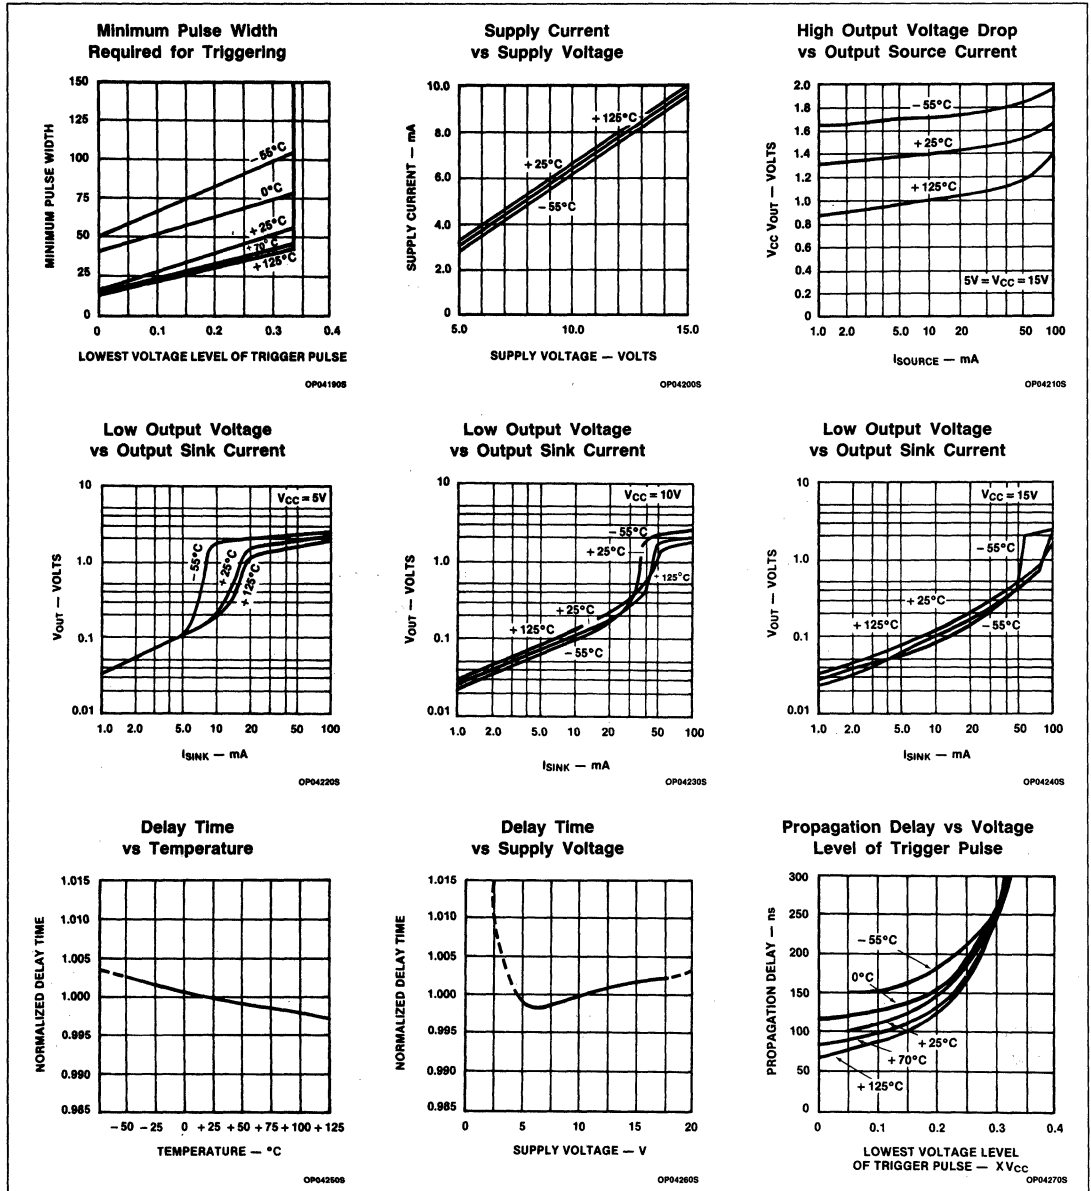 Minimum Pulse Width
Required for Triggering
150
125
100
75
50
25
0
MINIMUM PULSE WIDTH
-55°C
0°C
+25°C
+70°C
+125°C
0 0.1 0.2 0.3 0.4
LOWEST VOLTAGE LEVEL OF TRIGGER PULSE
OP04190S
Supply Current
vs Supply Voltage
10.0
8.0
6.0
4.0
2.0
0
SUPPLY CURRENT — mA
+125°C
+25°C
-55°C
5.0 10.0 15.0
SUPPLY VOLTAGE — VOLTS
OP04200S
High Output Voltage Drop
vs Output Source Current
2.0
1.8
1.6
1.4
1.2
1.0
0.8
0.6
0.4
0.2
0
VCC VOUT — VOLTS
-55°C
+25°C
+125°C
5V = VCC = 15V
1.0 2.0 5.0 10 20 50 100
ISOURCE — mA
OP04210S
Low Output Voltage
vs Output Sink Current
10
1.0
0.1
0.01
VOUT — VOLTS
VCC = 5V
-55°C
+25°C
+125°C
1.0 2.0 5.0 10 20 50 100
ISINK — mA
OP04220S
Low Output Voltage
vs Output Sink Current
10
1.0
0.1
0.01
VOUT — VOLTS
VCC = 10V
-55°C
+25°C
+125°C
+25°C
+125°C
-55°C
1.0 2.0 5.0 10 20 50 100
ISINK — mA
OP04230S
Low Output Voltage
vs Output Sink Current
10
1.0
0.1
0.01
VOUT — VOLTS
VCC = 15V
-55°C
+25°C
+125°C
-55°C
1.0 2.0 5.0 10 20 50 100
ISINK — mA
OP04240S
Delay Time
vs Temperature
1.015
1.010
1.005
1.000
0.995
0.990
0.985
NORMALIZED DELAY TIME
-50 -25 0 +25 +50 +75 +100 +125
TEMPERATURE — °C
OP04250S
Delay Time
vs Supply Voltage
1.015
1.010
1.005
1.000
0.995
0.990
0.985
NORMALIZED DELAY TIME
0 5 10 15 20
SUPPLY VOLTAGE — V
OP04260S
Propagation Delay vs Voltage
Level of Trigger Pulse
300
250
200
150
100
50
0
PROPAGATION DELAY — ns
-55°C
0°C
+25°C
+70°C
+125°C
0 0.1 0.2 0.3 0.4
LOWEST VOLTAGE LEVEL
OF TRIGGER PULSE — XVCC
OP04270S